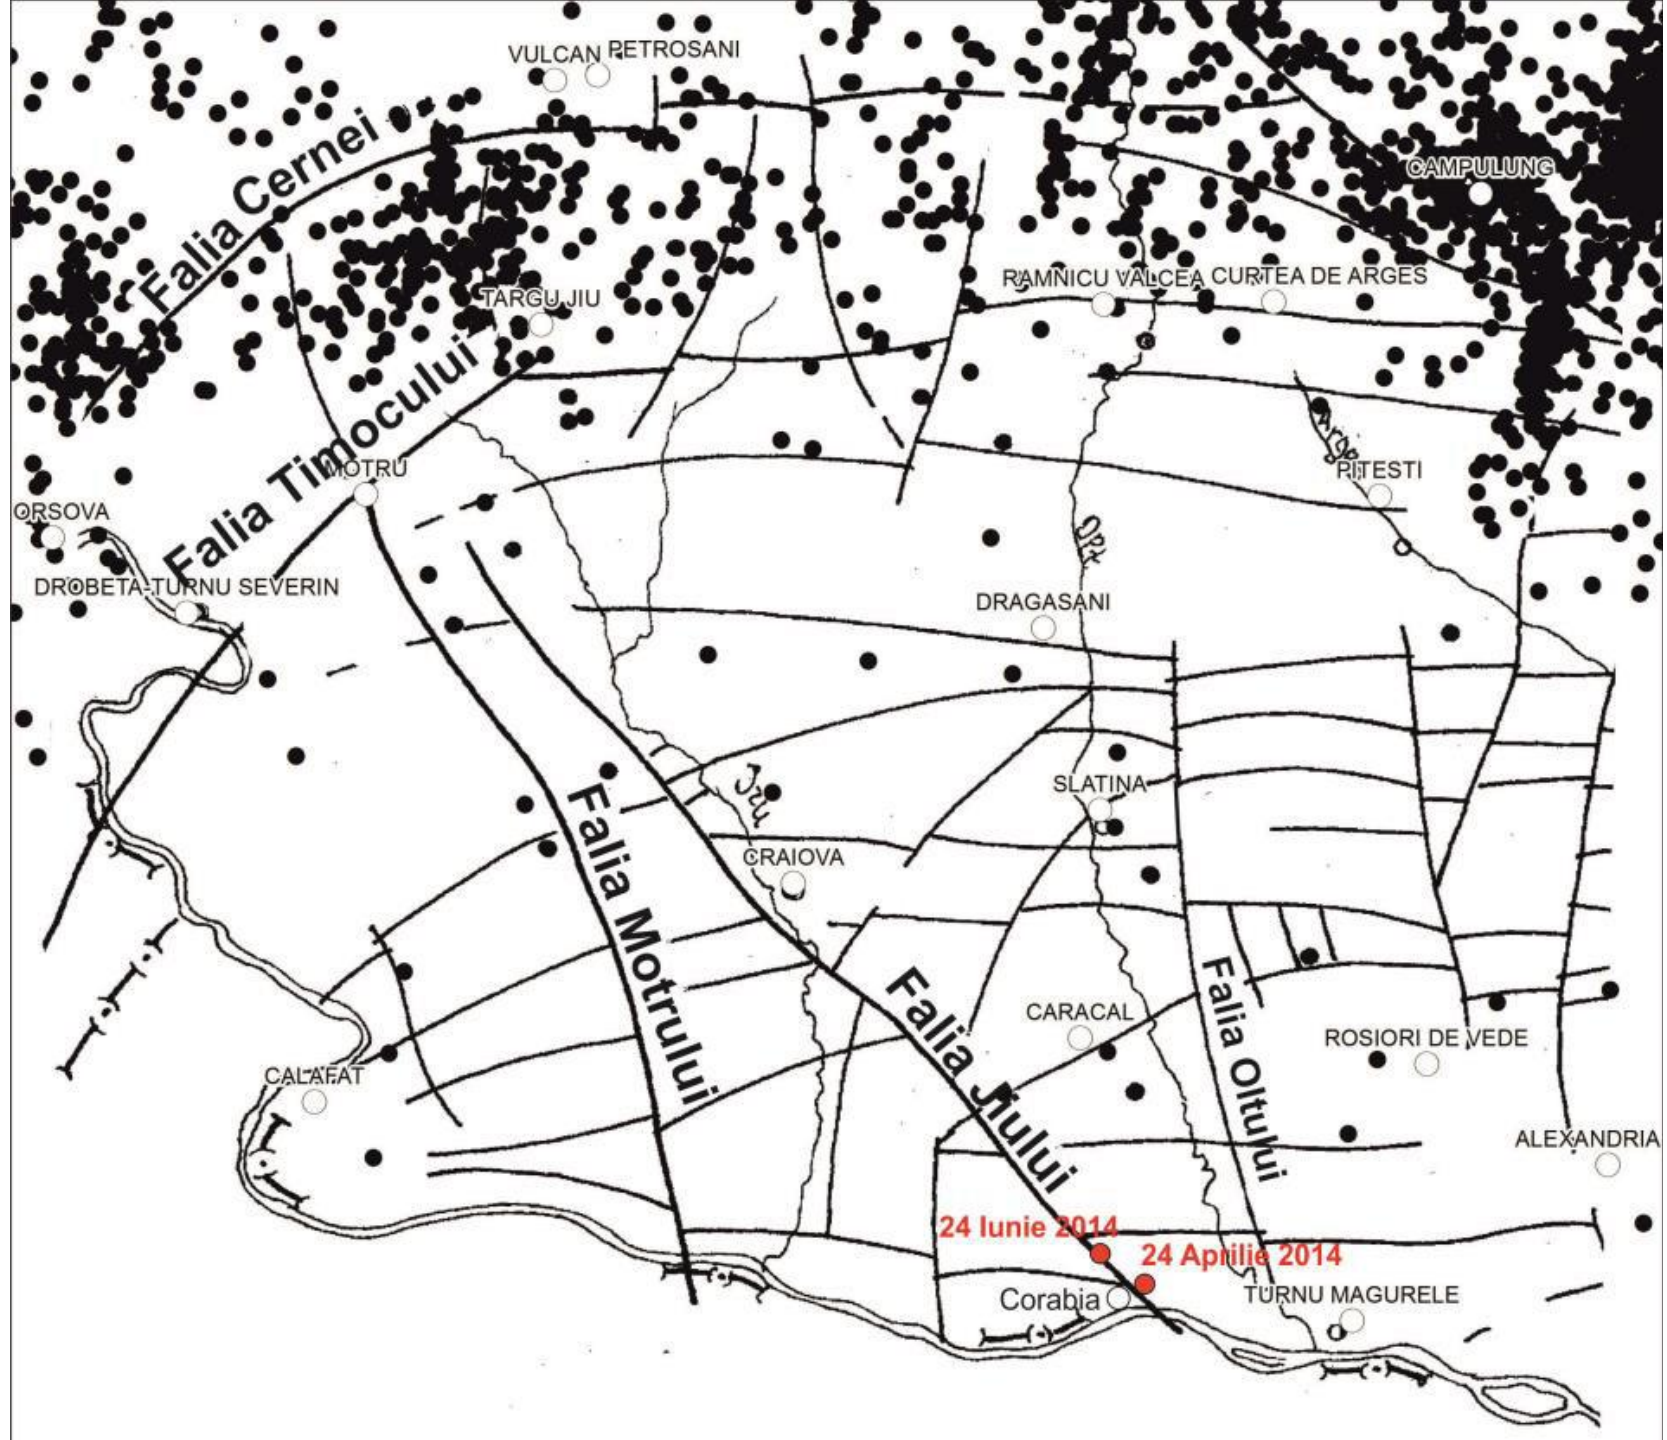 VULCAN
PETROSANI
Falia Cernei
CAMPULUNG
TARGU JIU
RAMNICU VALCEA
CURTEA DE ARGES
Falia Timocului
MOTRU
PITESTI
ORSOVA
DROBETA-TURNU SEVERIN
DRAGASANI
SLATINA
Jiu
CRAIOVA
Falia Motrului
Falia Jiului
Falia Oltului
CARACAL
ROSIORI DE VEDE
CALAFAT
ALEXANDRIA
24 Iunie 2014
24 Aprilie 2014
Corabia
TURNU MAGURELE